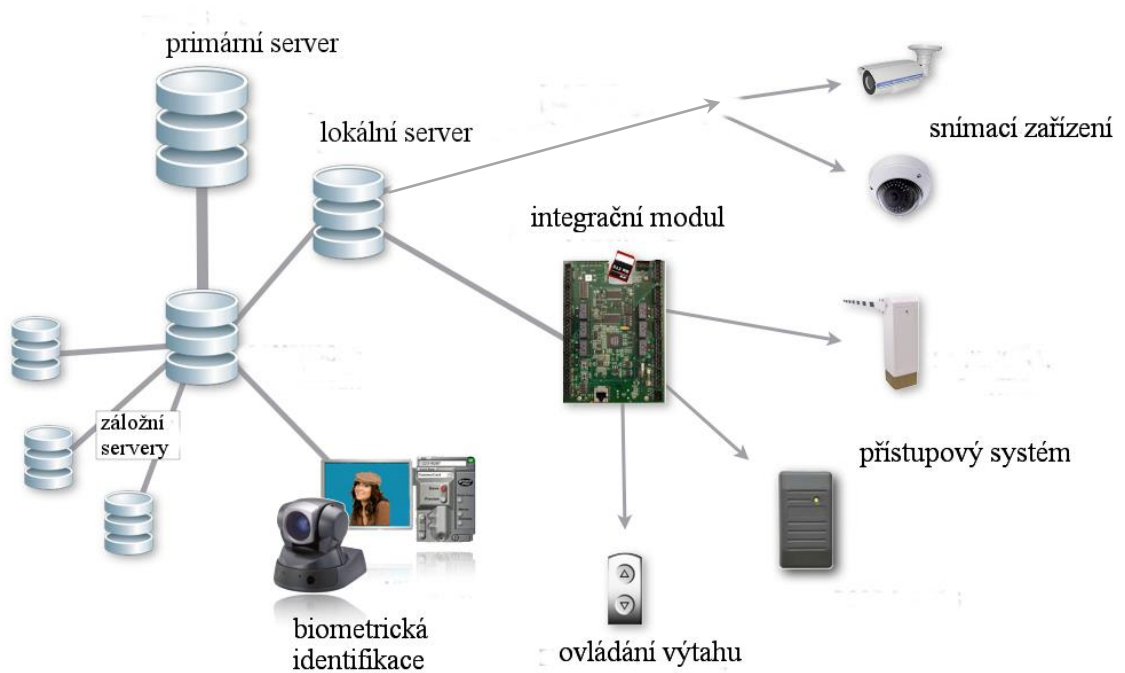 primární server
lokální server
snímací zařízení
integrační modul
záložní
servery
přístupový systém
biometrická
identifikace
ovládání výtahu